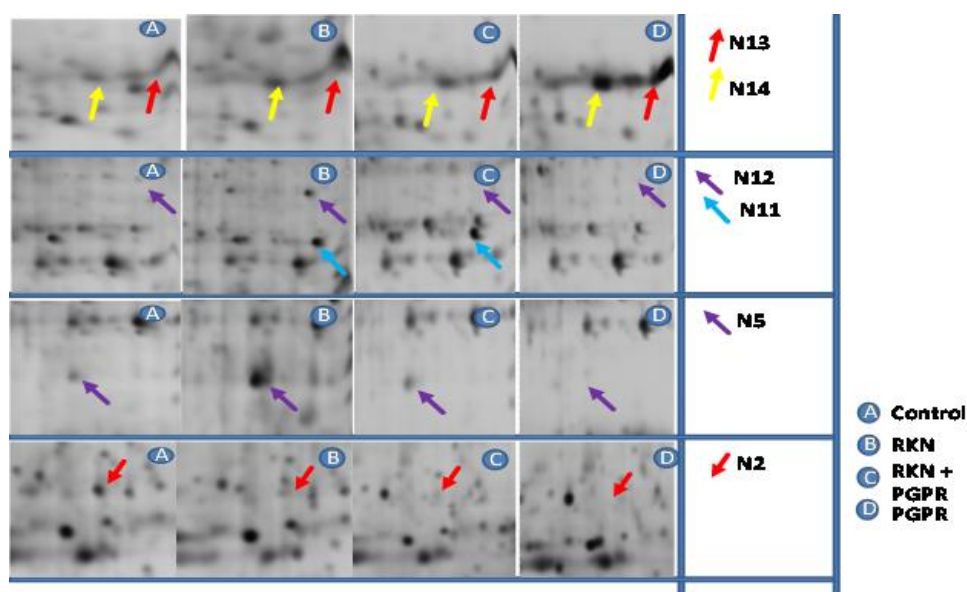 A B C D
N13
N14
A B C D
N12
N11
A B C D
N5
A B C D
N2
A Control
B RKN
C RKN +
PGPR
D PGPR